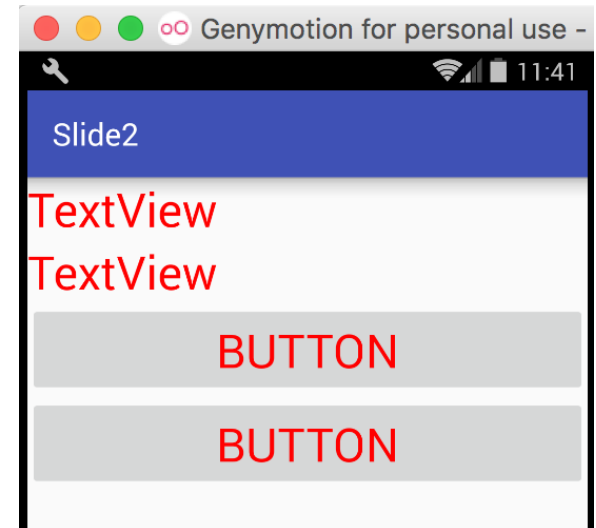 Genymotion for personal use -
11:41
Slide2
TextView
TextView
BUTTON
BUTTON